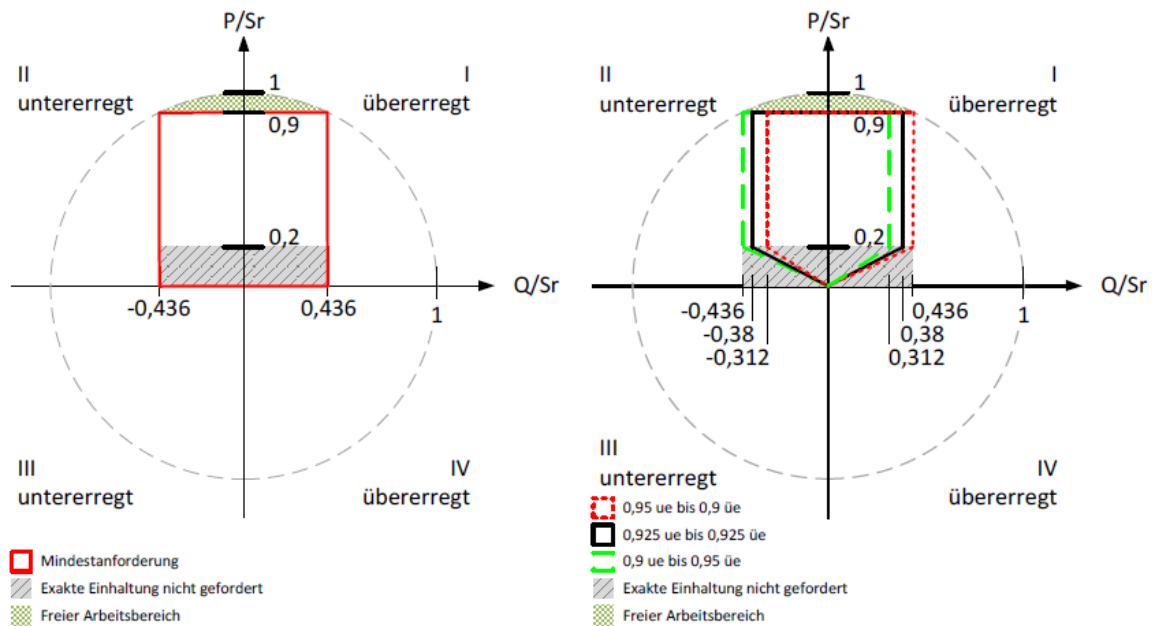 P/Sr
II
untererregt
I
übererregt
1
0,9
0,2
Q/Sr
-0,436
0,436
1
III
untererregt
IV
übererregt
Mindestanforderung
Exakte Einhaltung nicht gefordert
Freier Arbeitsbereich
P/Sr
II
untererregt
I
übererregt
1
0,9
0,2
Q/Sr
-0,436
0,436
1
-0,38
0,38
-0,312
0,312
III
untererregt
IV
übererregt
0,95 ue bis 0,9 üe
0,925 ue bis 0,925 üe
0,9 ue bis 0,95 üe
Exakte Einhaltung nicht gefordert
Freier Arbeitsbereich